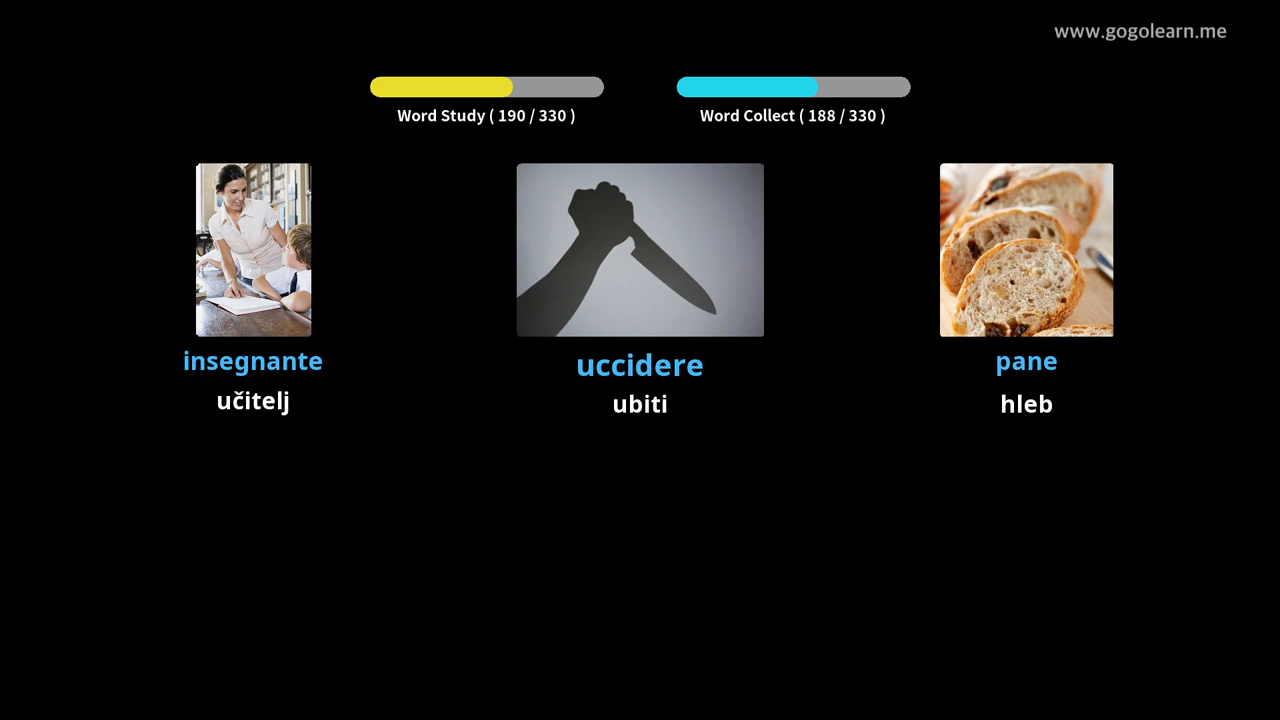 www.gogolearn.me
Word Study ( 190 / 330 )
Word Collect ( 188 / 330 )
insegnante
učitelj
uccidere
ubiti
pane
hleb